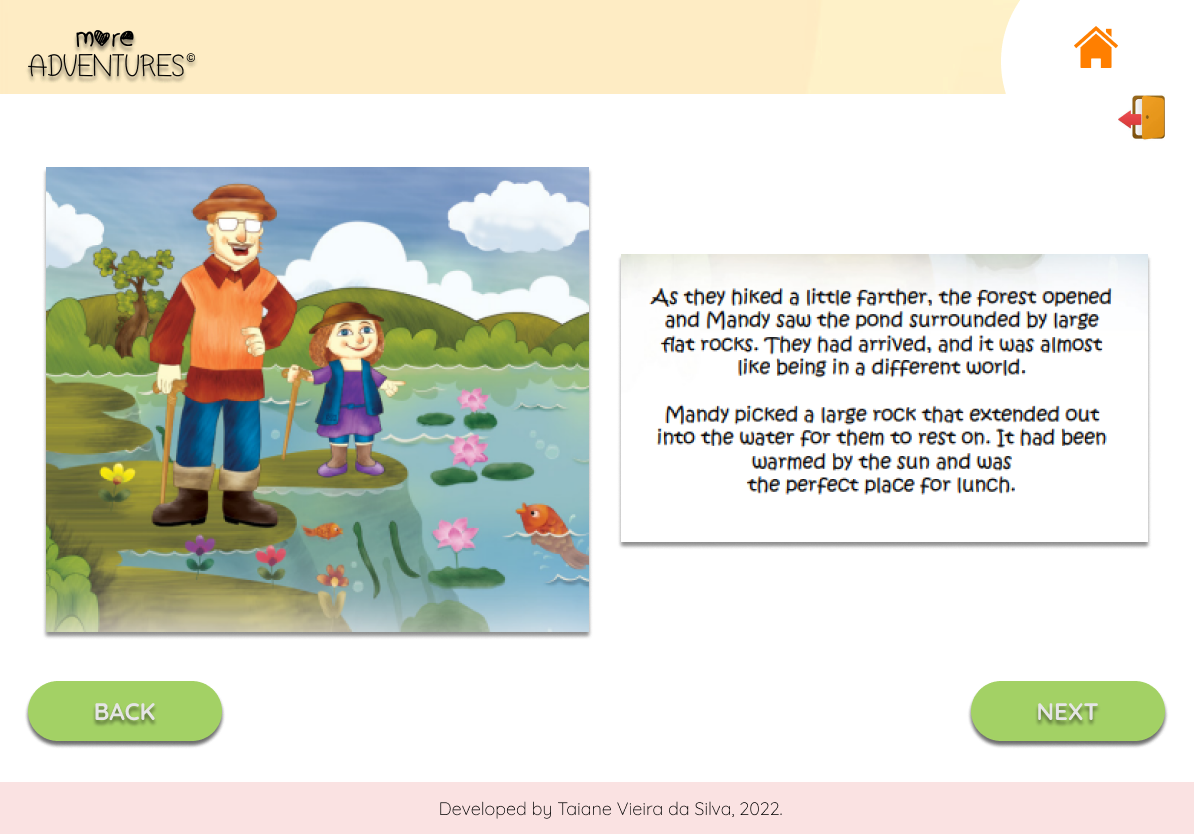 more
ADVENTURES©
As they hiked a little farther, the forest opened
and Mandy saw the pond surrounded by large
flat rocks. They had arrived, and it was almost
like being in a different world.
Mandy picked a large rock that extended out
into the water for them to rest on. It had been
warmed by the sun and was
the perfect place for lunch.
BACK
NEXT
Developed by Taiane Vieira da Silva, 2022.